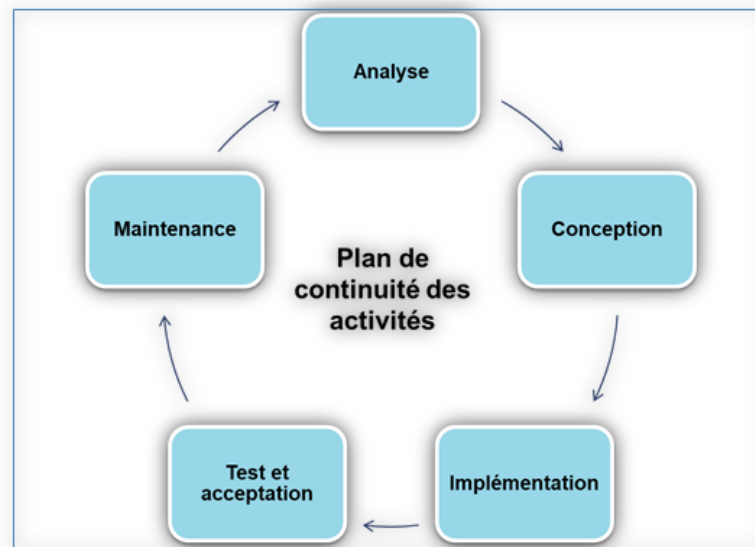 Analyse
Conception
Implémentation
Test et
acceptation
Maintenance
Plan de
continuité des
activités